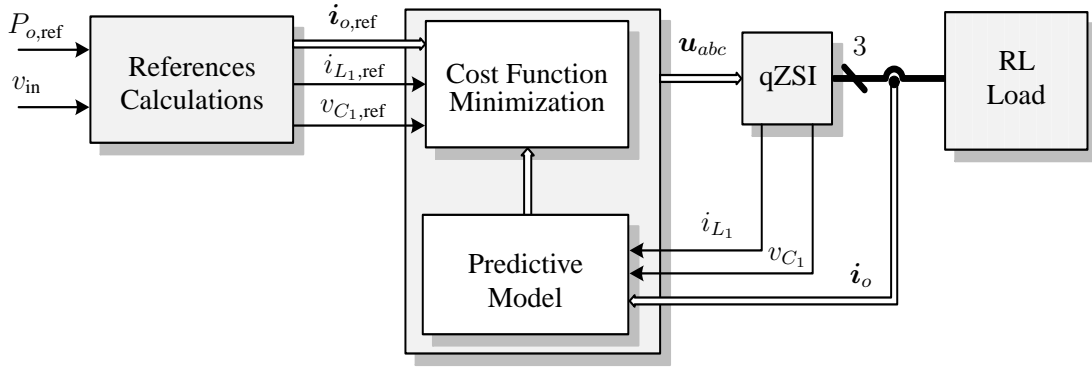 P_{o,ref}
v_{in}
References
Calculations
i_{o,ref}
i_{L_1,ref}
v_{C_1,ref}
Cost Function
Minimization
Predictive
Model
u_{abc}
qZSI
3
RL
Load
i_{L_1}
v_{C_1}
i_o